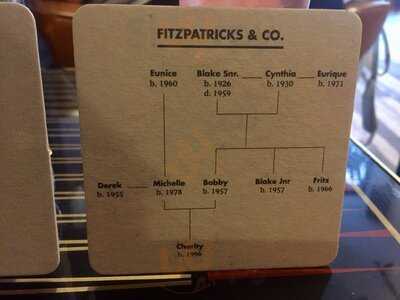 FITZPATRICKS & CO.
Eunice Blake Snr. Cynthia Eurique
b. 1960 b. 1926 b. 1930 b. 1971
d. 1959
Derek Michelle Bobby Blake Jnr Frits
b. 1955 b. 1978 b. 1957 b. 1957 b. 1966
Charity
b. 1996